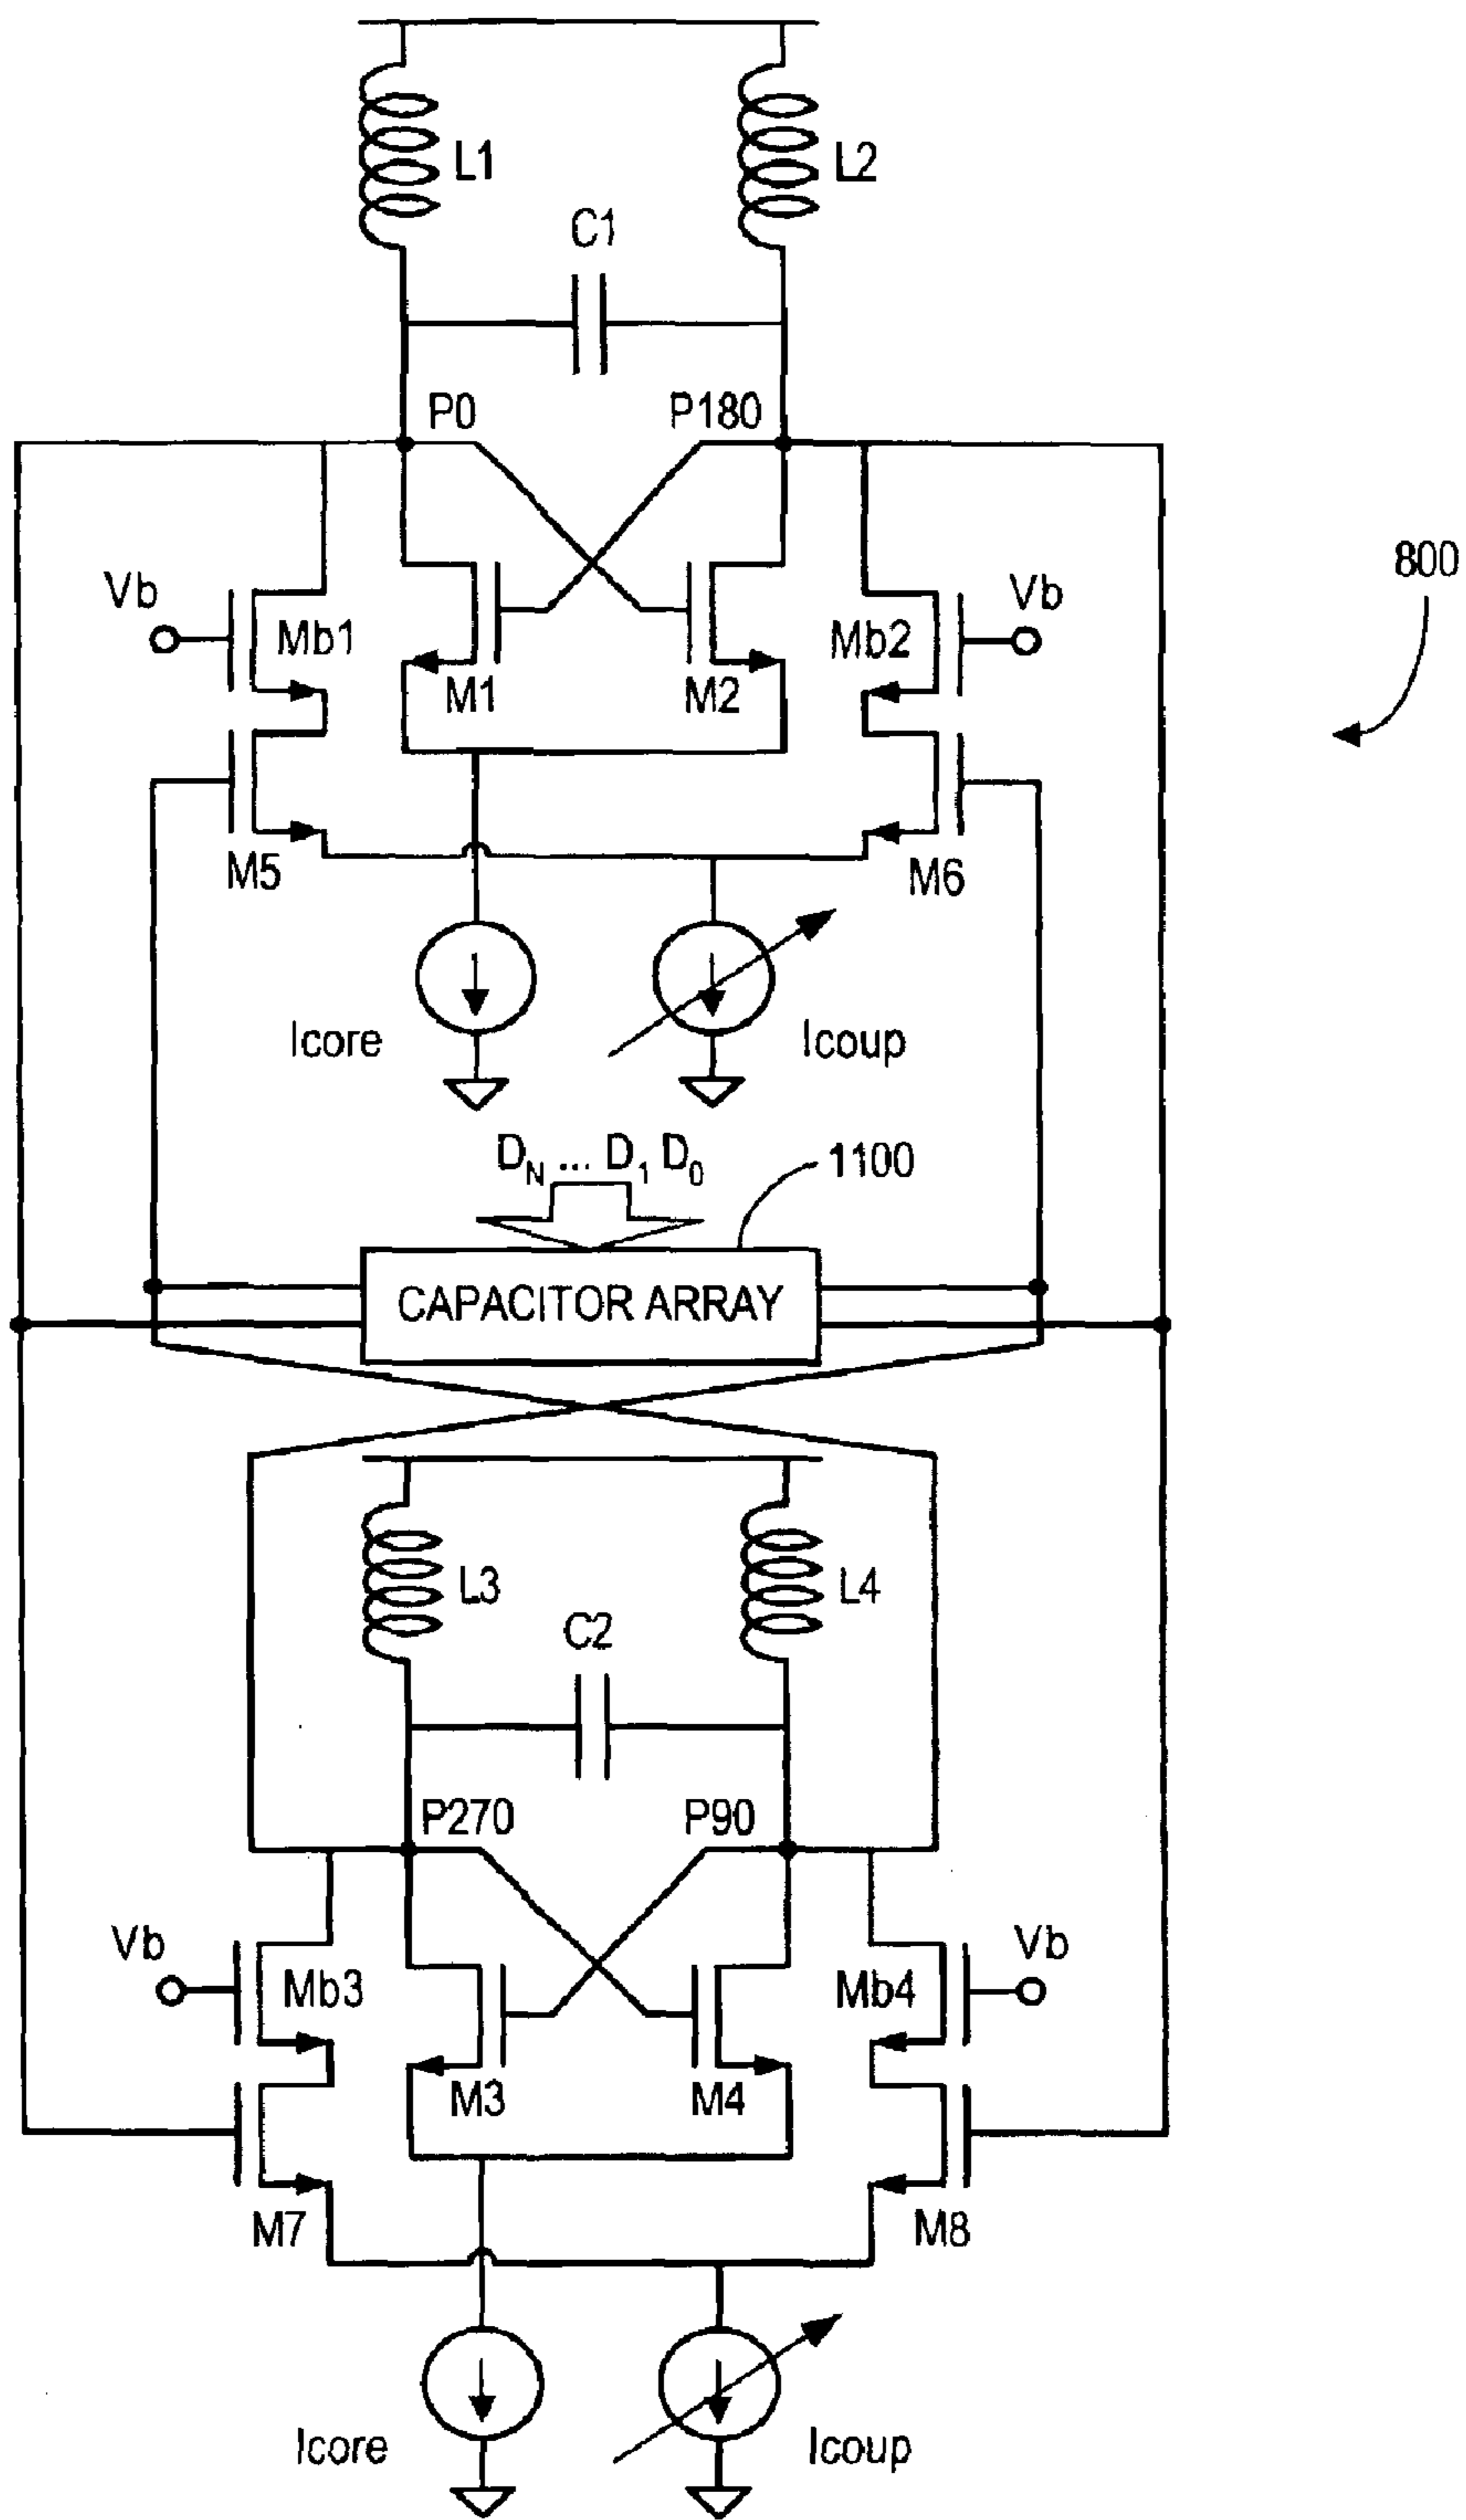 L1
L2
C1
P0
P180
800
Vb
Vb
Mb1
Mb2
M1
M2
M5
M6
Icore
Icoup
D_N ... D_1 D_0
1100
CAPACITOR ARRAY
L3
L4
C2
P270
P90
Vb
Vb
Mb3
Mb4
M3
M4
M7
M8
Icore
Icoup